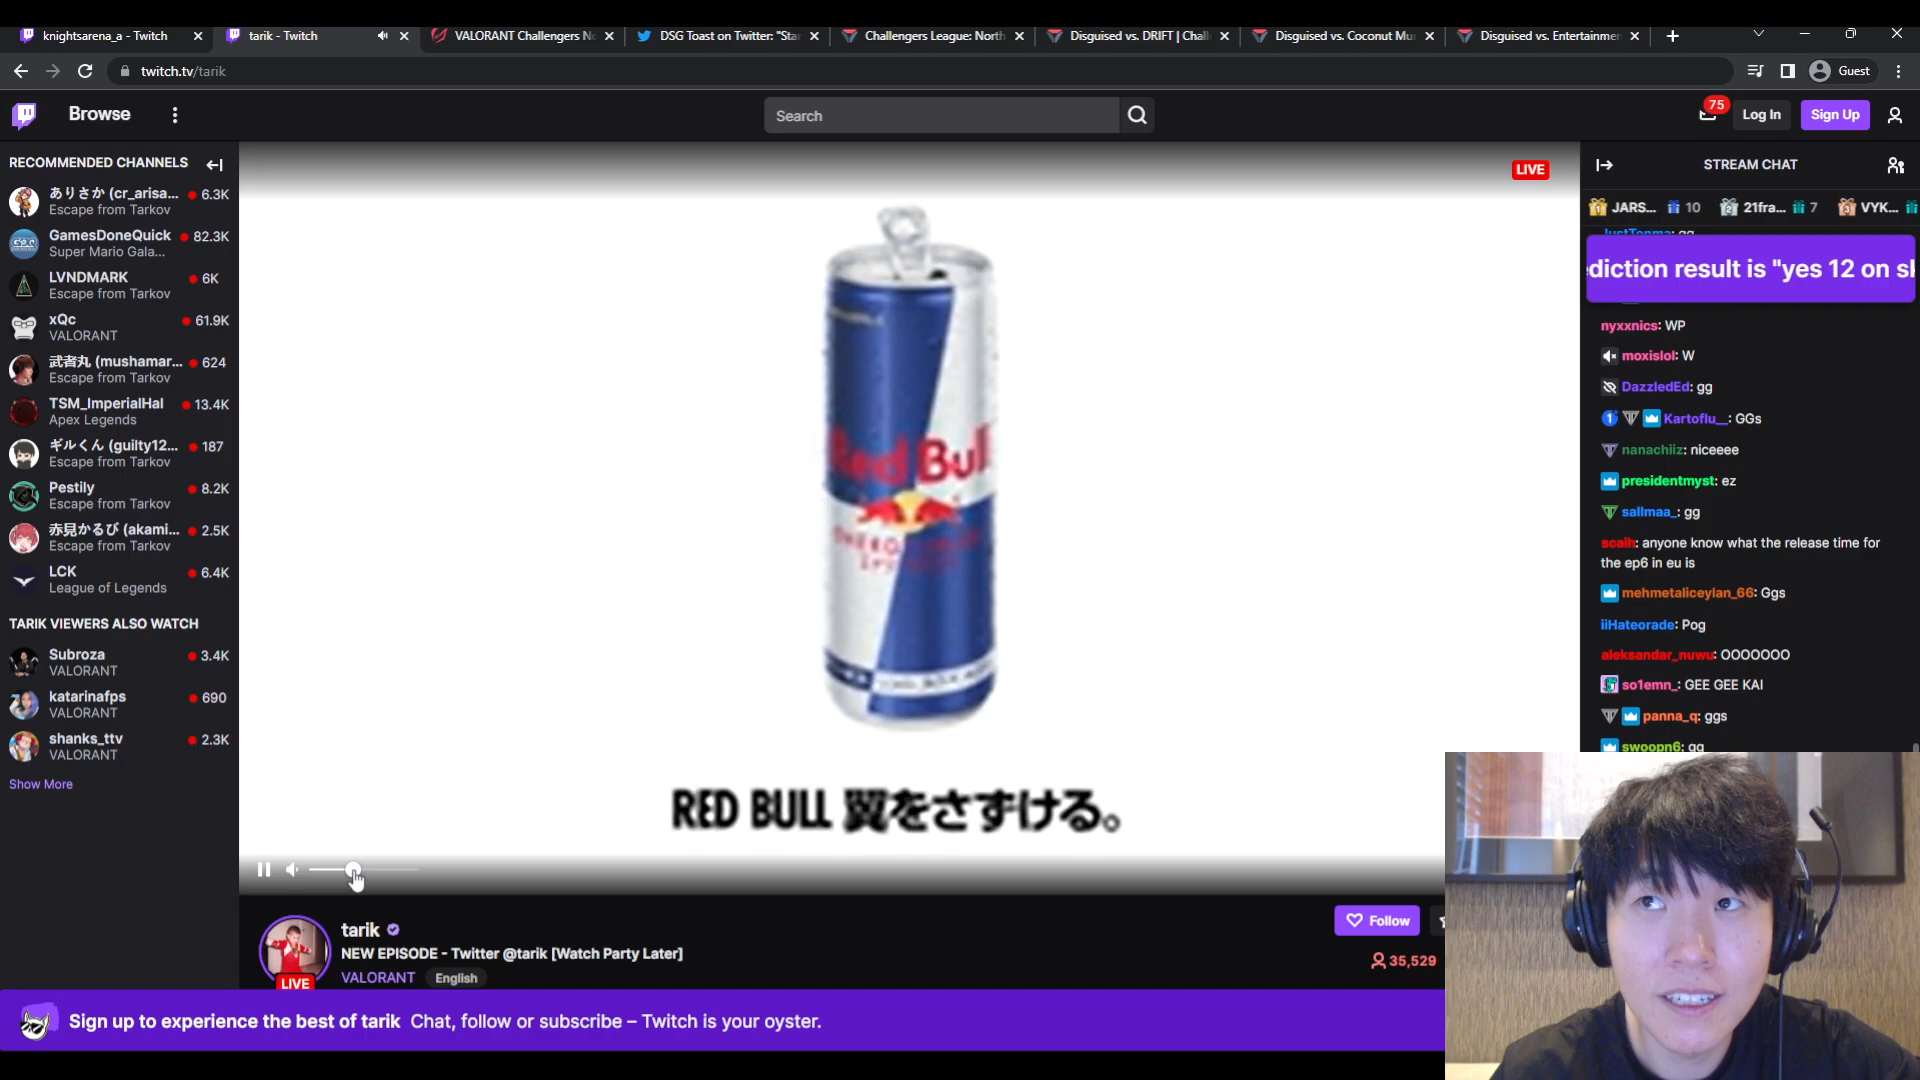 knightsarena_a - Twitch
tarik - Twitch
VALORANT Challengers N
DSG Toast on Twitter: "Sta
Challengers League: North
Disguised vs. DRIFT | Chall
Disguised vs. Coconut Mu
Disguised vs. Entertainmen
twitch.tv/tarik
Guest
Browse
Search
75
Log In
Sign Up
RECOMMENDED CHANNELS
ありさか (cr_arisa... 6.3K
Escape from Tarkov
GamesDoneQuick 82.3K
Super Mario Gala...
LVNDMARK 6K
Escape from Tarkov
xQc 61.9K
VALORANT
武者丸 (mushamar... 624
Escape from Tarkov
TSM_ImperialHal 13.4K
Apex Legends
ギルくん (guilty12... 187
Escape from Tarkov
Pestily 8.2K
Escape from Tarkov
赤見かるび (akami... 2.5K
Escape from Tarkov
LCK 6.4K
League of Legends
TARIK VIEWERS ALSO WATCH
Subroza 3.4K
VALORANT
katarinafps 690
VALORANT
shanks_ttv 2.3K
VALORANT
Show More
LIVE
Red Bull
RED BULL 翼をさずける。
tarik
NEW EPISODE - Twitter @tarik [Watch Party Later]
VALORANT English
LIVE
Follow
35,529
Sign up to experience the best of tarik Chat, follow or subscribe – Twitch is your oyster.
STREAM CHAT
JARS... 10 21fra... 7 VYK...
JustTenma: gg
diction result is "yes 12 on sk
nyxxnics: WP
moxislol: W
DazzledEd: gg
Kartoflu__: GGs
nanachiiz: niceeee
presidentmyst: ez
sallmaa_: gg
scaih: anyone know what the release time for
the ep6 in eu is
mehmetaliceylan_66: Ggs
iiHateorade: Pog
aleksandar_nuwu: OOOOOOO
so1emn_: GEE GEE KAI
panna_q: ggs
swoopn6: gg